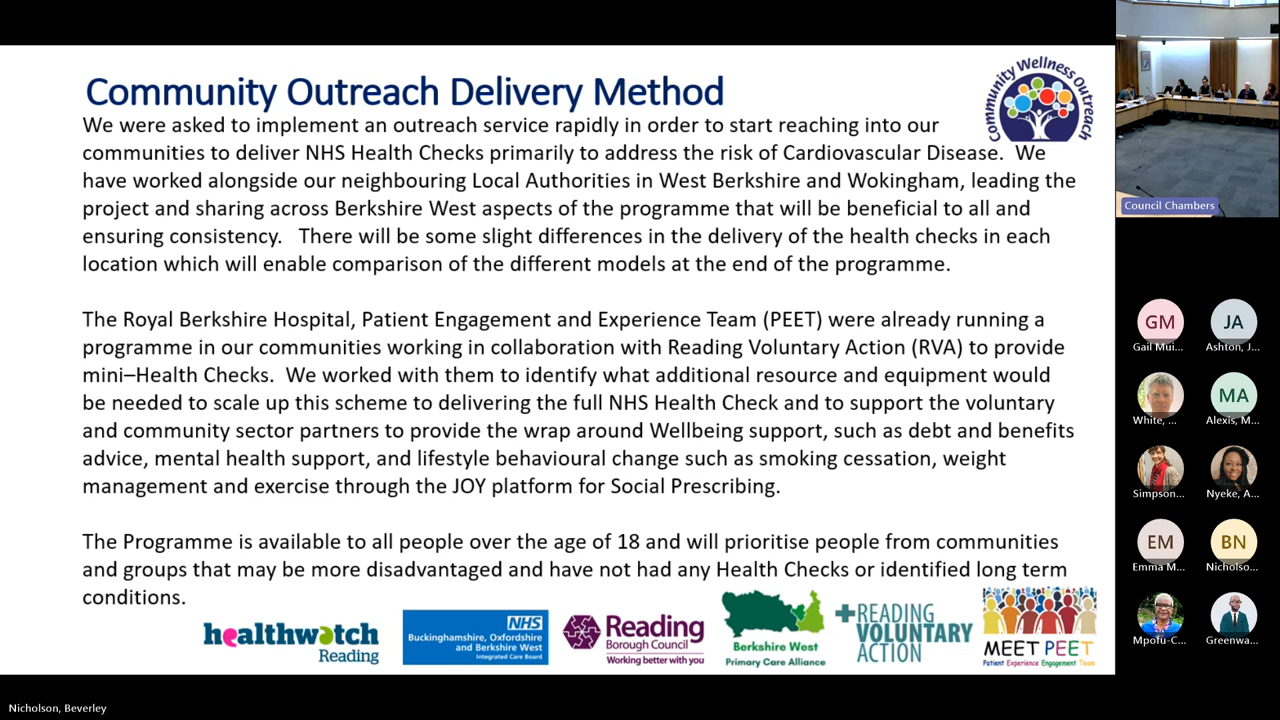 Community Outreach Delivery Method
Community Wellness Outreach
We were asked to implement an outreach service rapidly in order to start reaching into our
communities to deliver NHS Health Checks primarily to address the risk of Cardiovascular Disease.  We
have worked alongside our neighbouring Local Authorities in West Berkshire and Wokingham, leading the
project and sharing across Berkshire West aspects of the programme that will be beneficial to all and
ensuring consistency.   There will be some slight differences in the delivery of the health checks in each
location which will enable comparison of the different models at the end of the programme.
The Royal Berkshire Hospital, Patient Engagement and Experience Team (PEET) were already running a
programme in our communities working in collaboration with Reading Voluntary Action (RVA) to provide
mini–Health Checks.  We worked with them to identify what additional resource and equipment would
be needed to scale up this scheme to delivering the full NHS Health Check and to support the voluntary
and community sector partners to provide the wrap around Wellbeing support, such as debt and benefits
advice, mental health support, and lifestyle behavioural change such as smoking cessation, weight
management and exercise through the JOY platform for Social Prescribing.
The Programme is available to all people over the age of 18 and will prioritise people from communities
and groups that may be more disadvantaged and have not had any Health Checks or identified long term
conditions.
healthwatch
Reading
NHS
Buckinghamshire, Oxfordshire
and Berkshire West
Integrated Care Board
Reading
Borough Council
Working better with you
Berkshire West
Primary Care Alliance
+READING
VOLUNTARY
ACTION
MEET PEET
Patient Experience Engagement Team
Council Chambers
GM
Gail Mui...
JA
Ashton, J...
White, ...
MA
Alexis, M...
Simpson...
Nyeke, A...
EM
Emma M...
BN
Nicholso...
Mpofu-C...
Greenwa...
Nicholson, Beverley